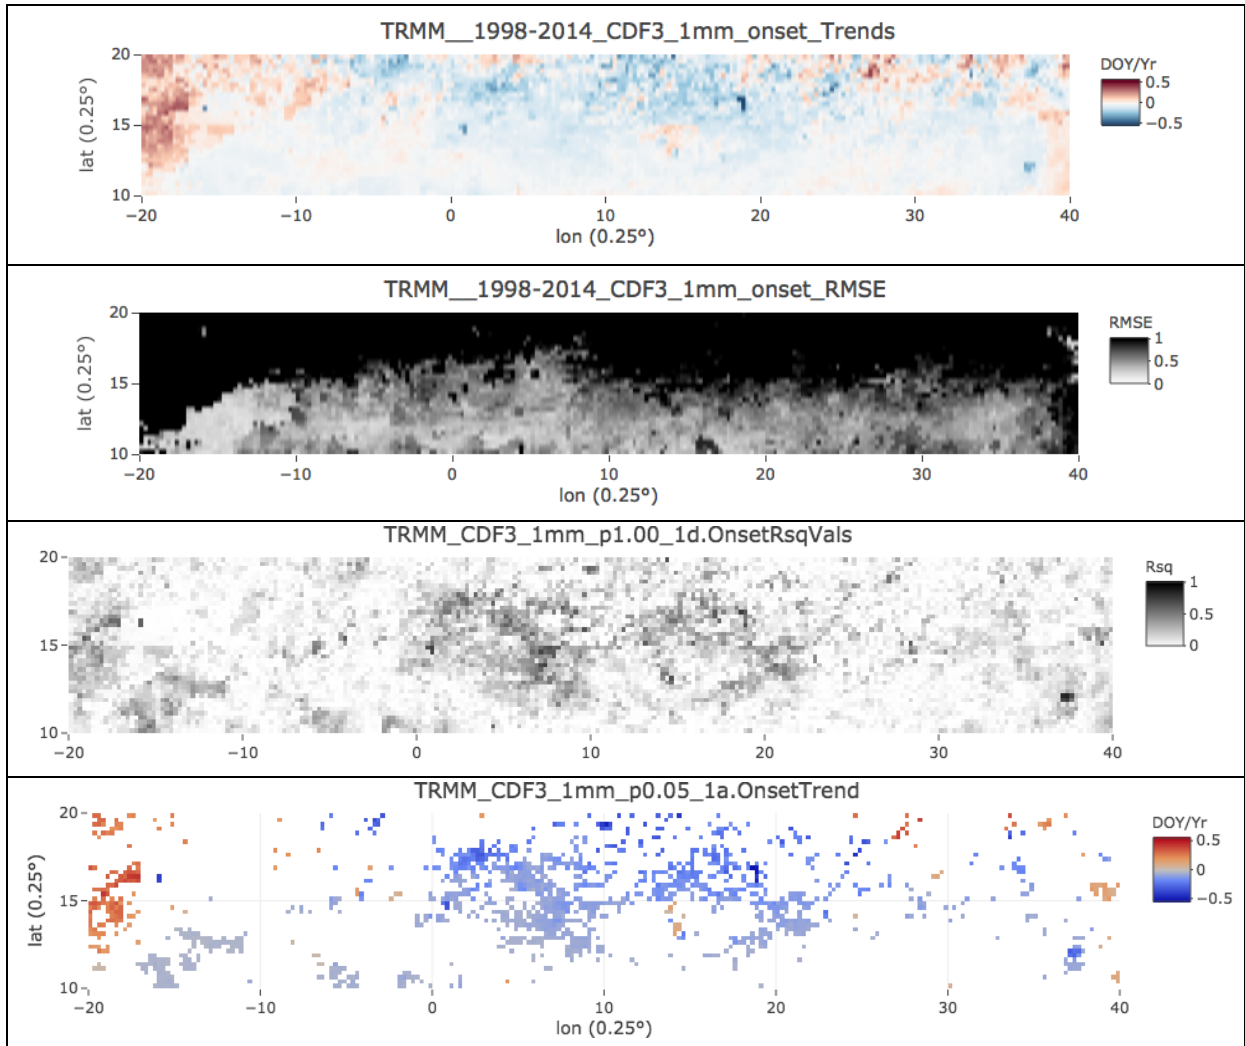 TRMM__1998-2014_CDF3_1mm_onset_Trends
20
15
10
lat (0.25°)
−20 −10 0 10 20 30 40
lon (0.25°)
DOY/Yr
0.5
0
−0.5
TRMM__1998-2014_CDF3_1mm_onset_RMSE
20
15
10
lat (0.25°)
−20 −10 0 10 20 30 40
lon (0.25°)
RMSE
1
0.5
0
TRMM_CDF3_1mm_p1.00_1d.OnsetRsqVals
20
15
10
−20 −10 0 10 20 30 40
Rsq
1
0.5
0
TRMM_CDF3_1mm_p0.05_1a.OnsetTrend
20
15
10
lat (0.25°)
−20 −10 0 10 20 30 40
lon (0.25°)
DOY/Yr
0.5
0
−0.5